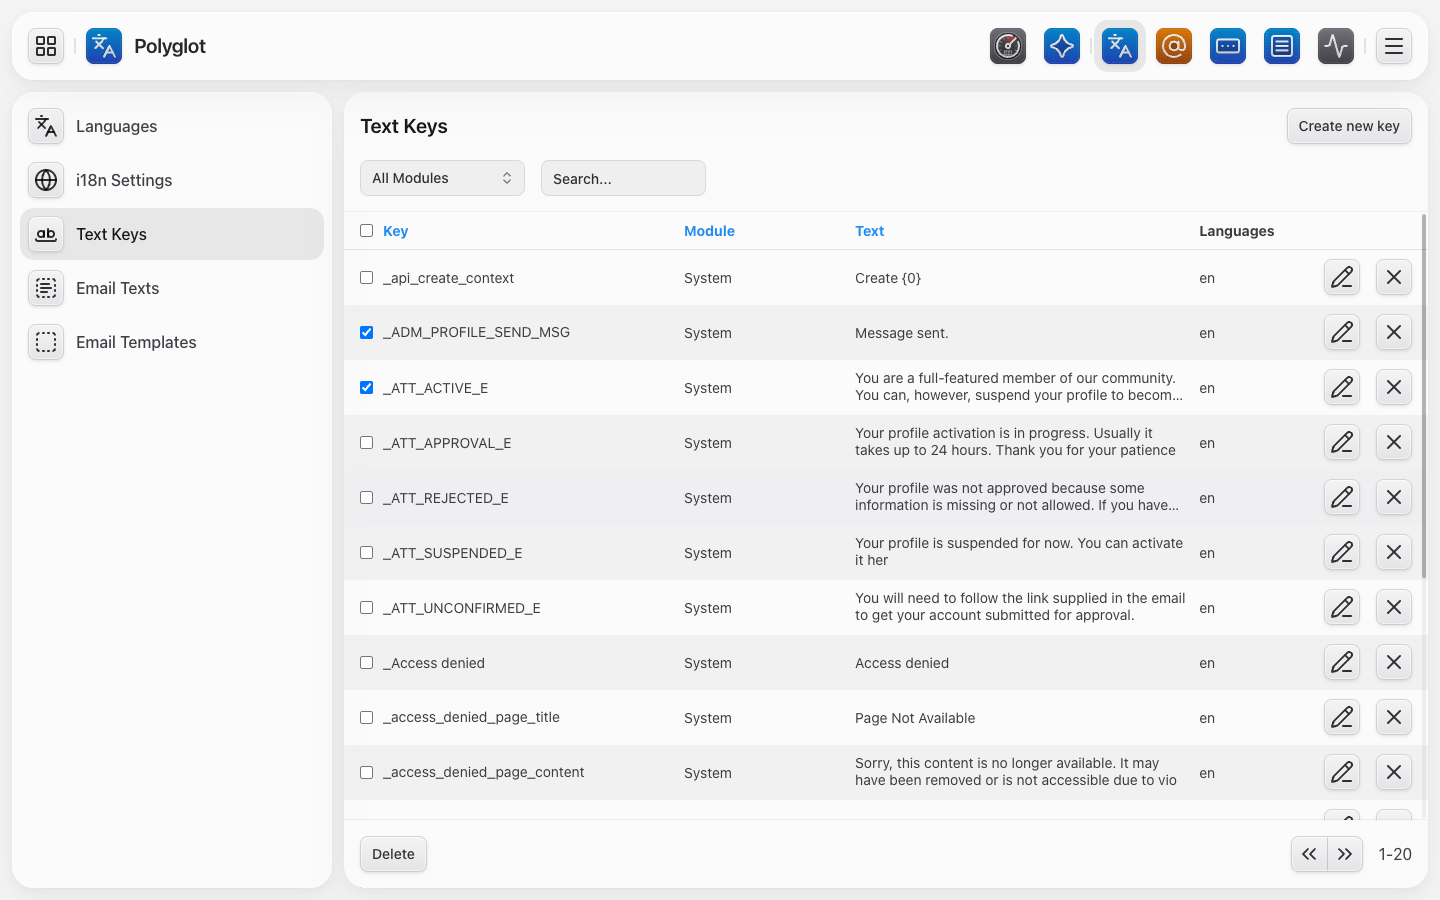 Polyglot
Languages
i18n Settings
Text Keys
Email Texts
Email Templates
Text Keys
Create new key
All Modules
Search...
Key Module Text Languages
_api_create_context System Create {0} en
_ADM_PROFILE_SEND_MSG System Message sent. en
_ATT_ACTIVE_E System You are a full-featured member of our community. en
You can, however, suspend your profile to becom...
_ATT_APPROVAL_E System Your profile activation is in progress. Usually it en
takes up to 24 hours. Thank you for your patience
_ATT_REJECTED_E System Your profile was not approved because some en
information is missing or not allowed. If you have...
_ATT_SUSPENDED_E System Your profile is suspended for now. You can activate en
it her
_ATT_UNCONFIRMED_E System You will need to follow the link supplied in the email en
to get your account submitted for approval.
_Access denied System Access denied en
_access_denied_page_title System Page Not Available en
_access_denied_page_content System Sorry, this content is no longer available. It may en
have been removed or is not accessible due to vio
Delete
1-20